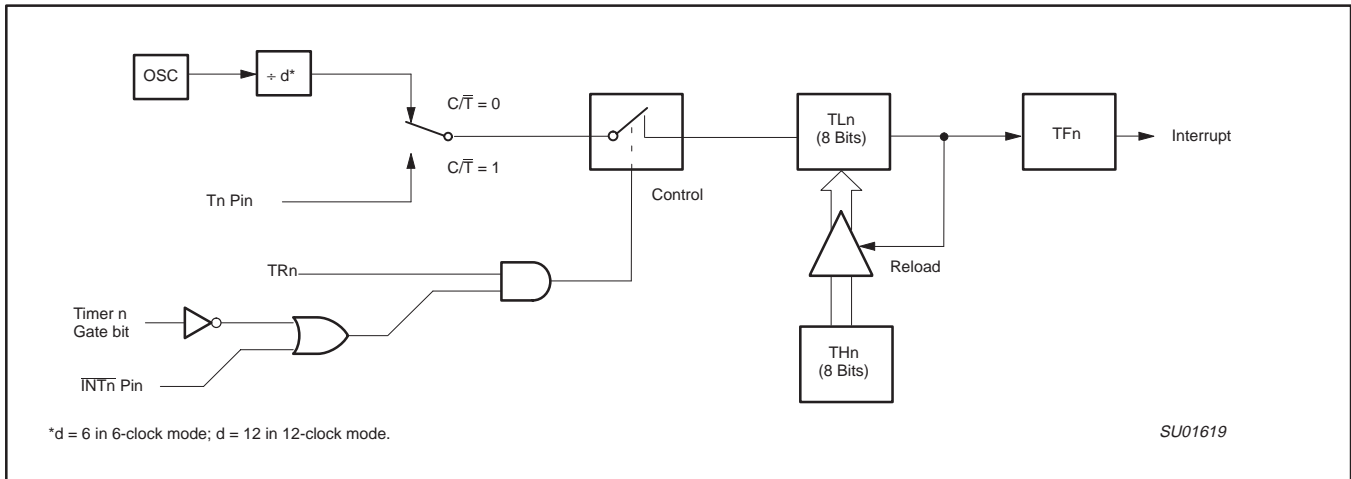 OSC
÷ d*
C/T̅ = 0
C/T̅ = 1
Tn Pin
Control
TLn
(8 Bits)
TFn
Interrupt
Reload
TRn
Timer n
Gate bit
I̅N̅T̅n̅ Pin
THn
(8 Bits)
*d = 6 in 6-clock mode; d = 12 in 12-clock mode.
SU01619